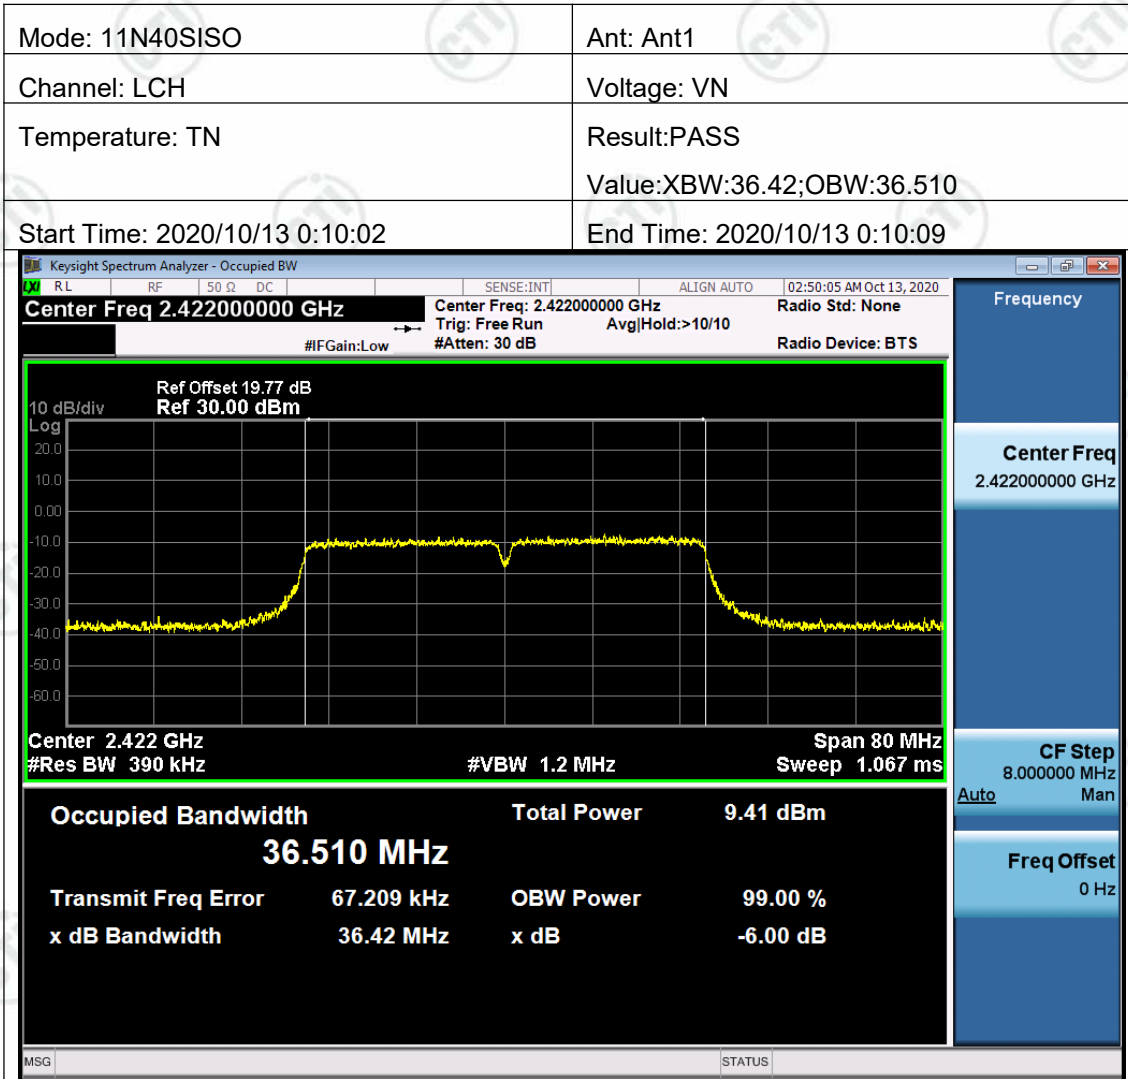 Mode: 11N40SISO
Ant: Ant1
Channel: LCH
Voltage: VN
Temperature: TN
Result:PASS
Value:XBW:36.42;OBW:36.510
Start Time: 2020/10/13 0:10:02
End Time: 2020/10/13 0:10:09
Keysight Spectrum Analyzer - Occupied BW
LXI RL RF 50 Ω DC SENSE:INT ALIGN AUTO 02:50:05 AM Oct 13, 2020
Center Freq 2.422000000 GHz
Center Freq: 2.422000000 GHz
Radio Std: None
Trig: Free Run Avg|Hold:>10/10
#IFGain:Low
#Atten: 30 dB
Radio Device: BTS
Frequency
Ref Offset 19.77 dB
10 dB/div Ref 30.00 dBm
Log
20.0
10.0
0.00
-10.0
-20.0
-30.0
-40.0
-50.0
-60.0
Center 2.422 GHz
Span 80 MHz
#Res BW 390 kHz
#VBW 1.2 MHz
Sweep 1.067 ms
Center Freq
2.422000000 GHz
CF Step
8.000000 MHz
Auto Man
Freq Offset
0 Hz
Occupied Bandwidth
36.510 MHz
Total Power 9.41 dBm
Transmit Freq Error 67.209 kHz
OBW Power 99.00 %
x dB Bandwidth 36.42 MHz
x dB -6.00 dB
MSG
STATUS
CTI
CTI
CTI
CTI
CTI
CTI
CTI